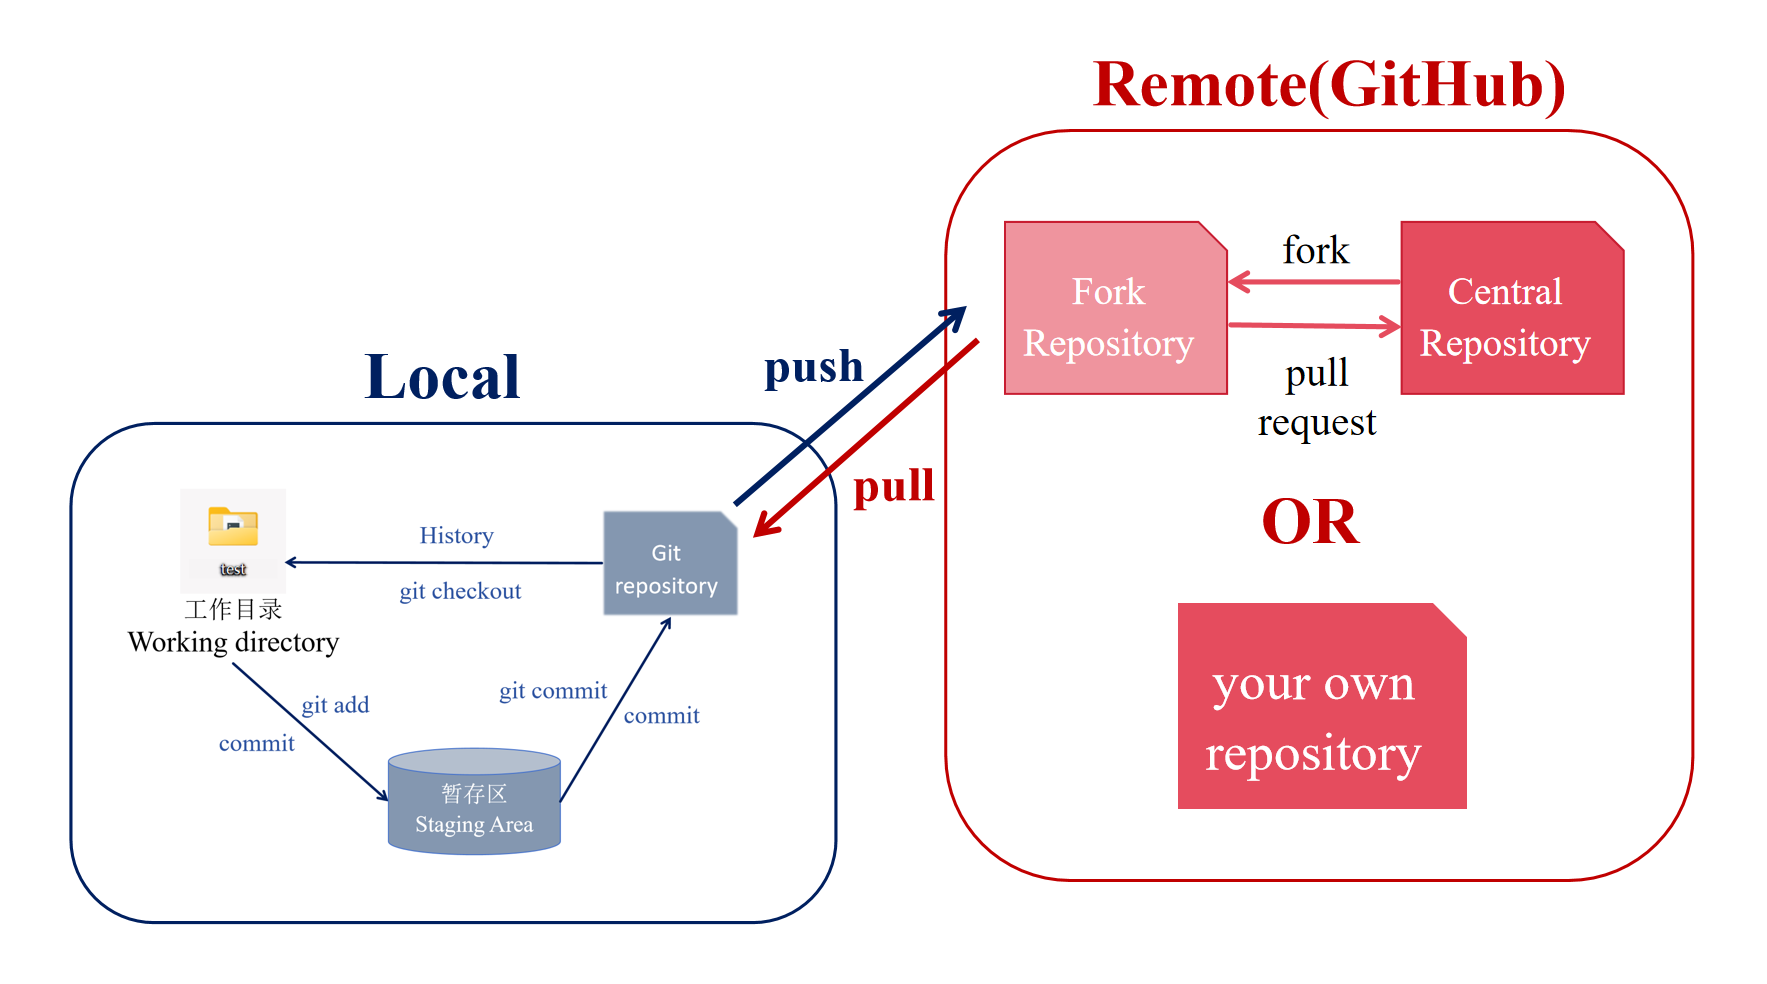 Remote(GitHub)
fork
Fork
Repository
Central
Repository
pull
request
push
pull
Local
OR
History
git checkout
Git
repository
test
工作目录
Working directory
git add
commit
git commit
commit
暂存区
Staging Area
your own
repository